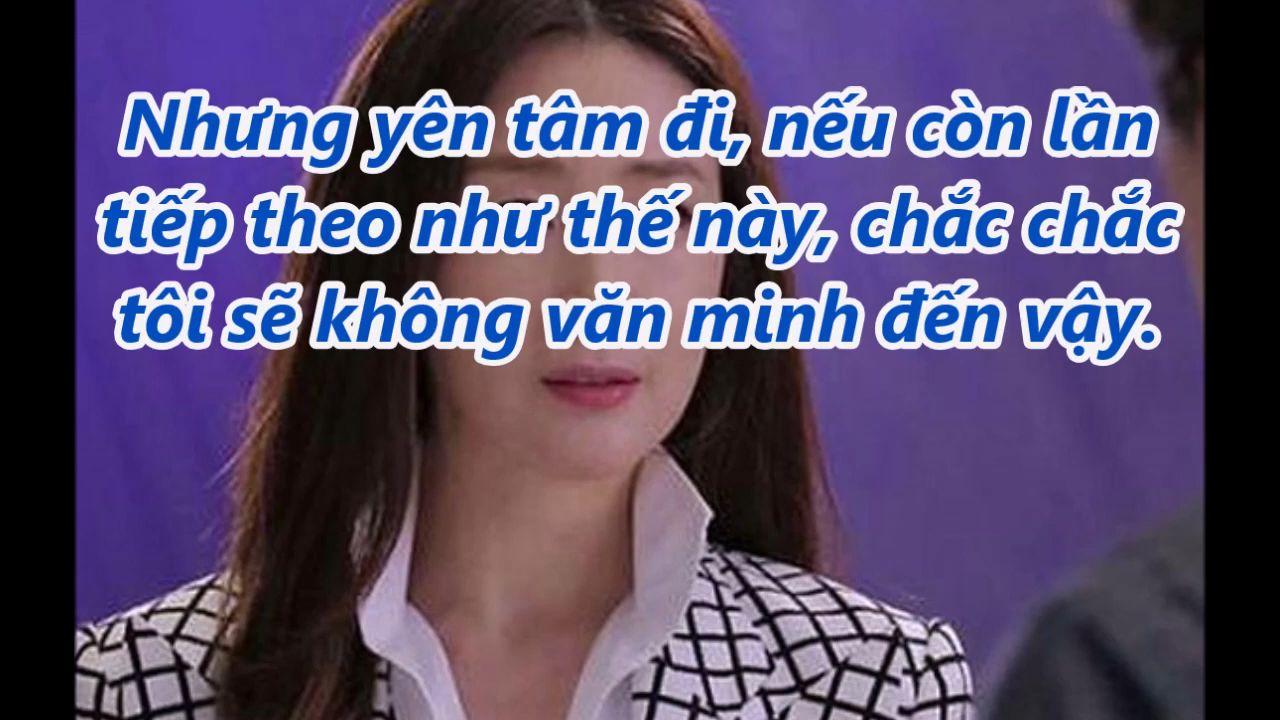 Nhưng yên tâm đi, nếu còn lần
tiếp theo như thế này, chắc chắc
tôi sẽ không văn minh đến vậy.